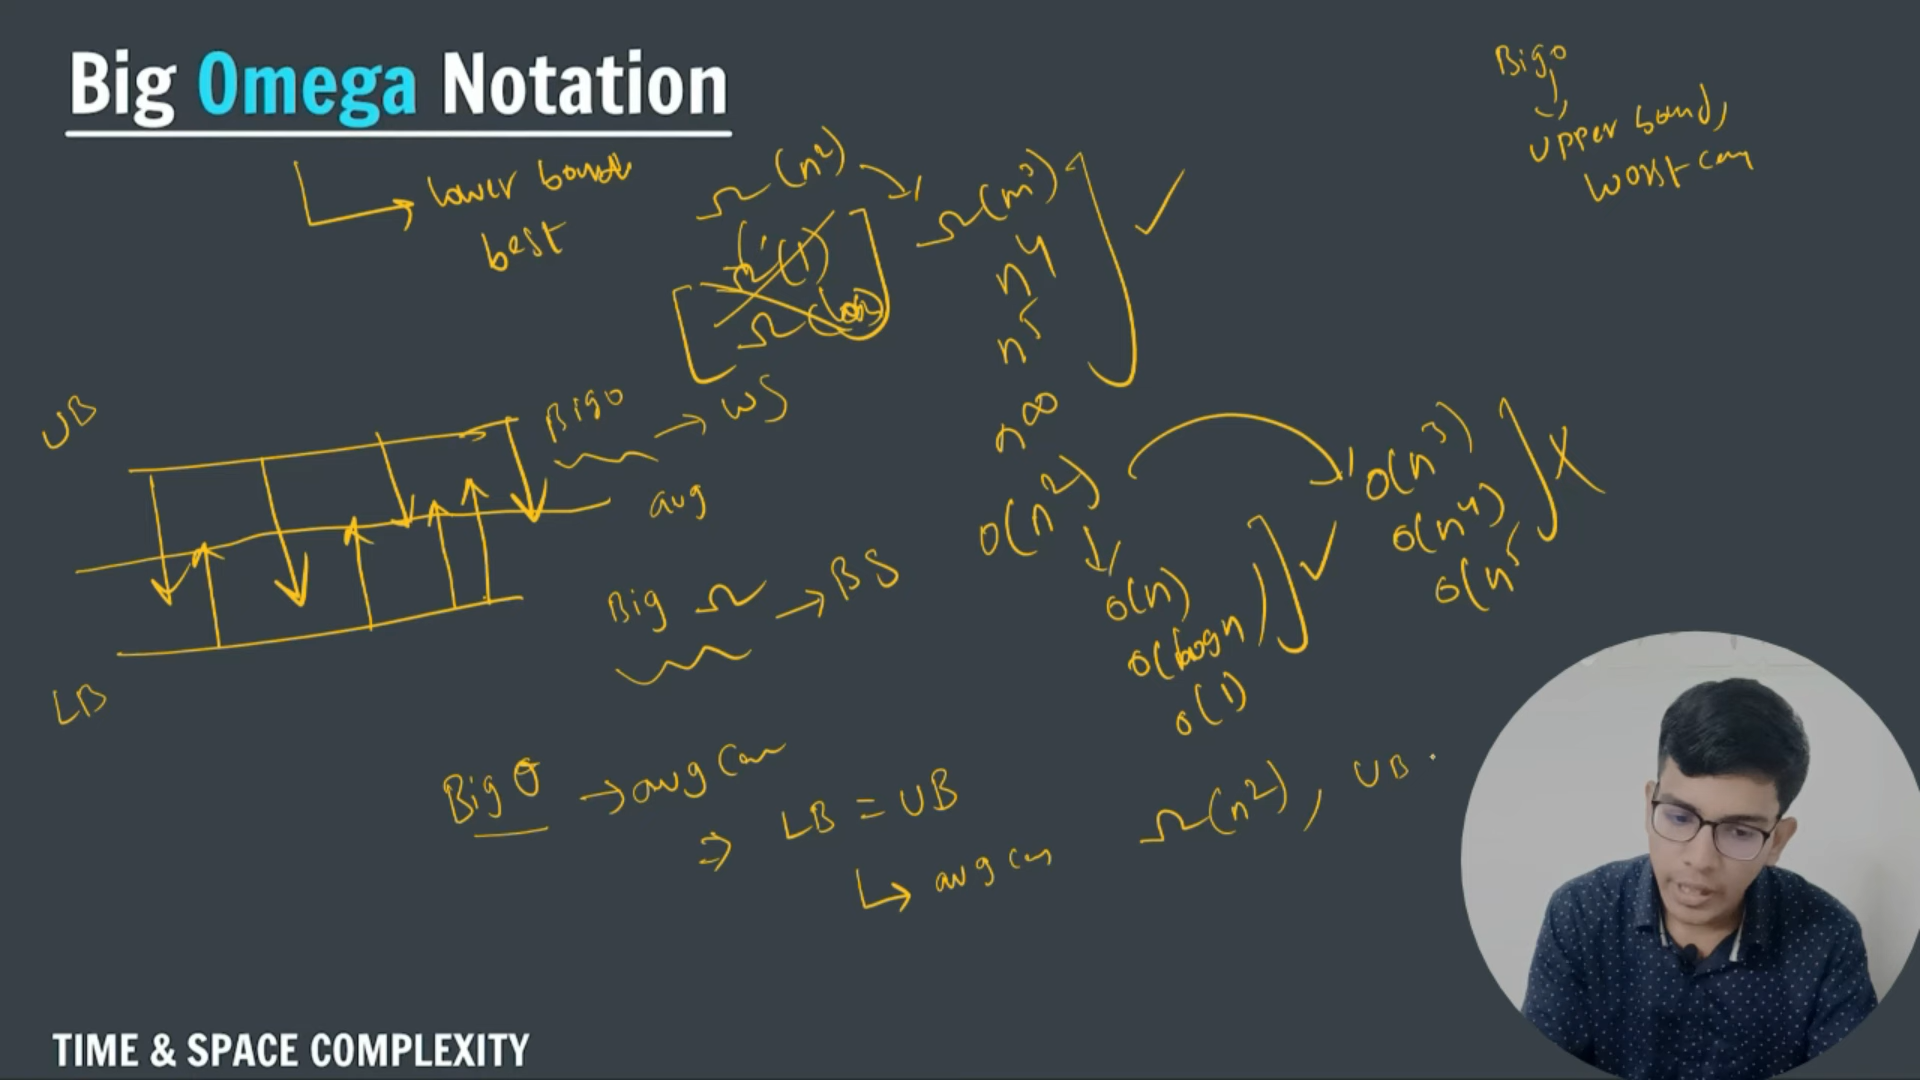 Big Omega Notation
Big O
upper bound,
worst case
lower bound
best
Ω(n²)
Ω(1)
Ω(logn)
Ω(n³)
n⁴
n⁵
n∞
UB
Big O → WS
avg
Big Ω → BS
LB
O(n²)
O(n)
O(logn)
O(1)
O(n³)
O(n⁴)
O(n⁵
Big θ → avg case
⇒ LB = UB
↳ avg case
Ω(n²), UB
TIME & SPACE COMPLEXITY